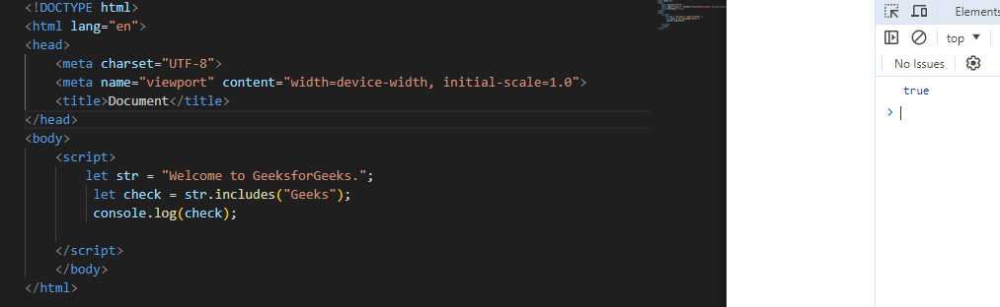 <!DOCTYPE html>
<html lang="en">
<head>
<meta charset="UTF-8">
<meta name="viewport" content="width=device-width, initial-scale=1.0">
<title>Document</title>
</head>
<body>
<script>
let str = "Welcome to GeeksforGeeks.";
let check = str.includes("Geeks");
console.log(check);
</script>
</body>
</html>
Elements
top
No Issues
true
>